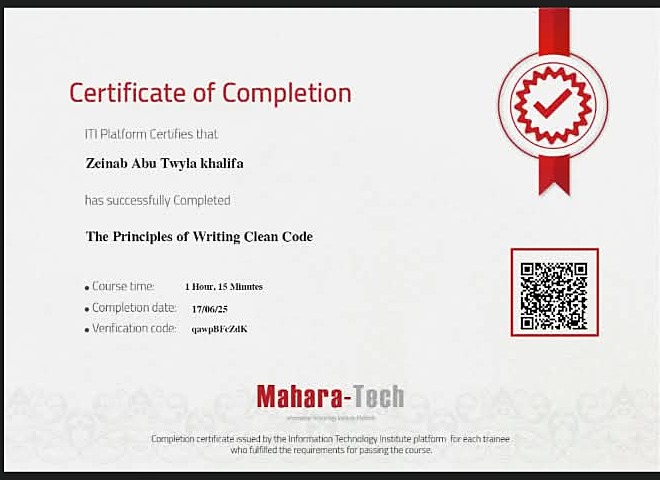 Certificate of Completion
ITI Platform Certifies that
Zeinab Abu Twyla khalifa
has successfully Completed
The Principles of Writing Clean Code
Course time: 1 Hour, 15 Minutes
Completion date: 17/06/25
Verification code: qawpBFcZdK
Mahara-Tech
Completion certificate issued by the Information Technology Institute platform for each trainee
who fulfilled the requirements for passing the course.